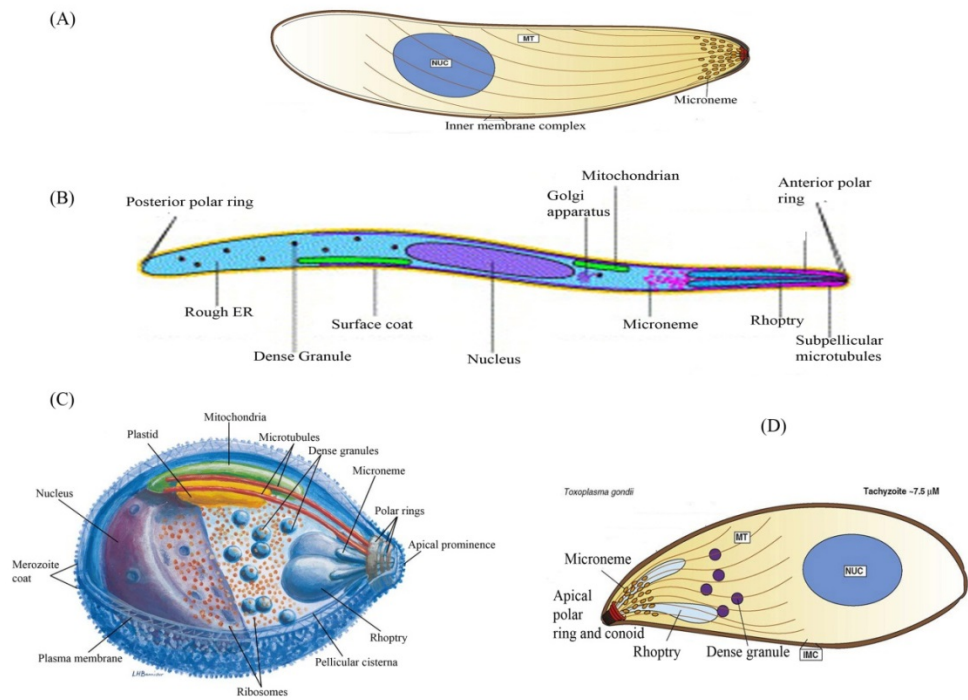 (A)
MT
NUC
Microneme
Inner membrane complex
(B)
Mitochondrian
Golgi
apparatus
Anterior polar
ring
Posterior polar ring
Rough ER
Dense Granule
Surface coat
Nucleus
Microneme
Rhoptry
Subpellicular
microtubules
(C)
Mitochondria
Plastid
Microtubules
Dense granules
Microneme
Nucleus
Polar rings
Apical prominence
Merozoite
coat
Plasma membrane
Rhoptry
Pellicular cisterna
Ribosomes
(D)
Toxoplasma gondii
Tachyzoite ~7.5 μM
MT
Microneme
NUC
Apical
polar
ring and conoid
Rhoptry
Dense granule
IMC